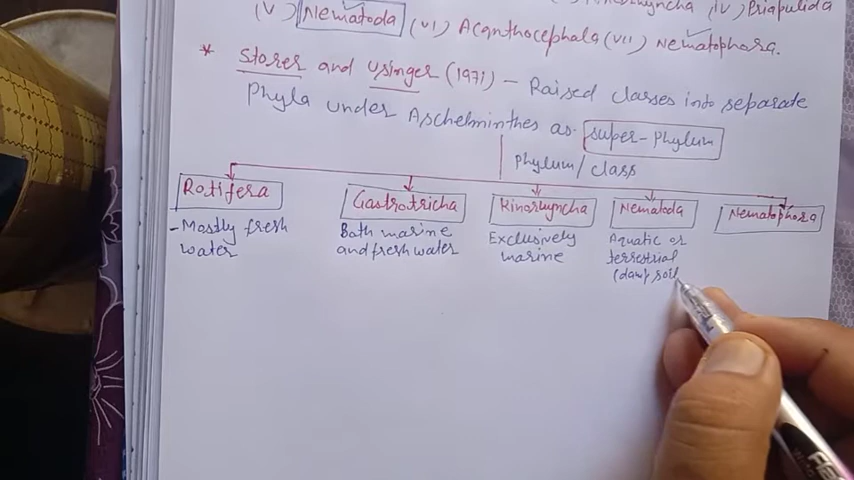 (V) Nematoda (VI) Acanthocephala (VII) Nematophora.
(IV) Priapulida
* Storer and Usinger (1971) - Raised classes into separate
Phyla under Aschelminthes as super-Phylum
Phylum/class
Rotifera
Gastrotricha
Kinorhyncha
Nematoda
Nematophora
-Mostly fresh
water
Both marine
and fresh water
Exclusively
marine
Aquatic or
terrestrial
(damp soil